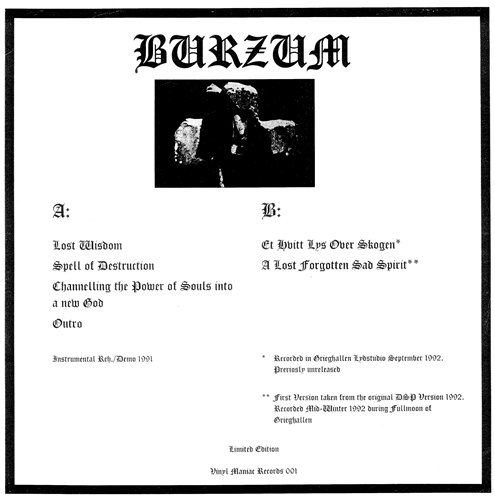 BURZUM
A:
Lost Wisdom
Spell of Destruction
Channelling the Power of Souls into
a new God
Outro
Instrumental Reh./Demo 1991
B:
Et Hvitt Lys Over Skogen*
A Lost Forgotten Sad Spirit**
* Recorded in Grieghallen Lydstudio September 1992.
Preriosly unreleased
** First Version taken from the original DSP Version 1992.
Recorded Mid-Winter 1992 during Fullmoon of
Grieghallen
Limited Edition
Vinyl Maniac Records 001